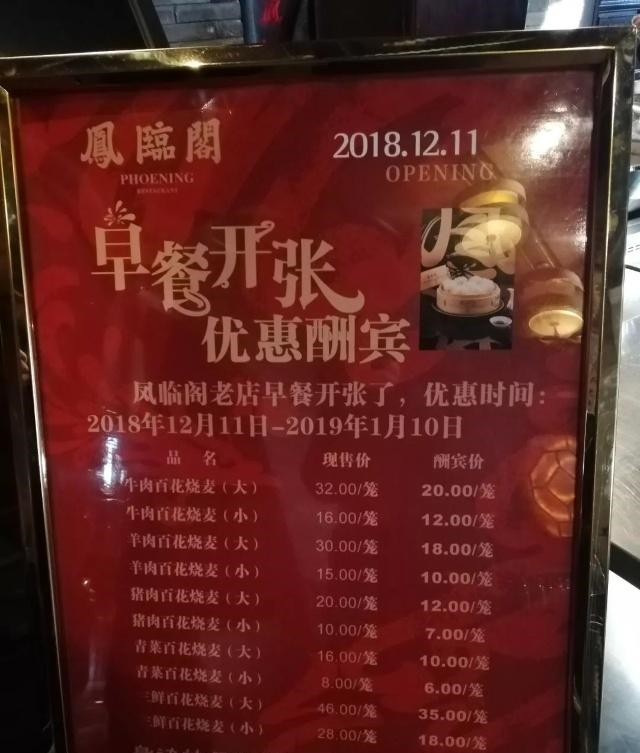 鳳臨閣
PHOENING
RESTAURANT
2018.12.11
OPENING
早餐开张
优惠酬宾
凤临阁老店早餐开张了，优惠时间：
2018年12月11日-2019年1月10日
品 名 现售价 酬宾价
牛肉百花烧麦（大） 32.00/笼 20.00/笼
牛肉百花烧麦（小） 16.00/笼 12.00/笼
羊肉百花烧麦（大） 30.00/笼 18.00/笼
羊肉百花烧麦（小） 15.00/笼 10.00/笼
猪肉百花烧麦（大） 20.00/笼 12.00/笼
猪肉百花烧麦（小） 10.00/笼 7.00/笼
青菜百花烧麦（大） 16.00/笼 10.00/笼
青菜百花烧麦（小） 8.00/笼 6.00/笼
三鲜百花烧麦（大） 46.00/笼 35.00/笼
三鲜百花烧麦（小） 28.00/笼 18.00/笼